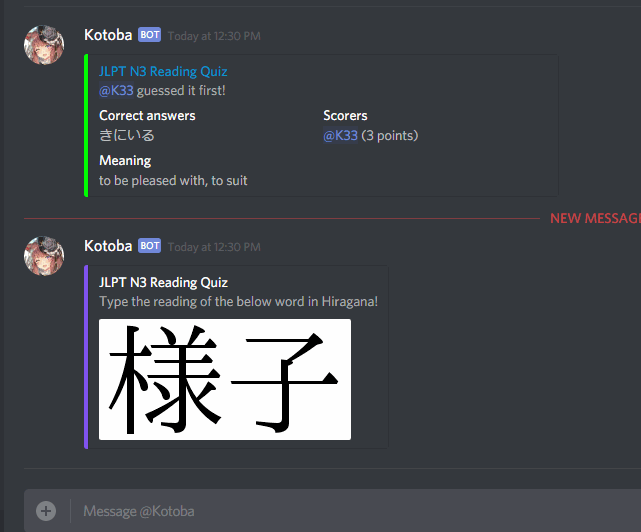 Kotoba BOT Today at 12:30 PM
JLPT N3 Reading Quiz
@K33 guessed it first!
Correct answers
きにいる
Scorers
@K33 (3 points)
Meaning
to be pleased with, to suit
NEW MESSAG
Kotoba BOT Today at 12:30 PM
JLPT N3 Reading Quiz
Type the reading of the below word in Hiragana!
様子
Message @Kotoba